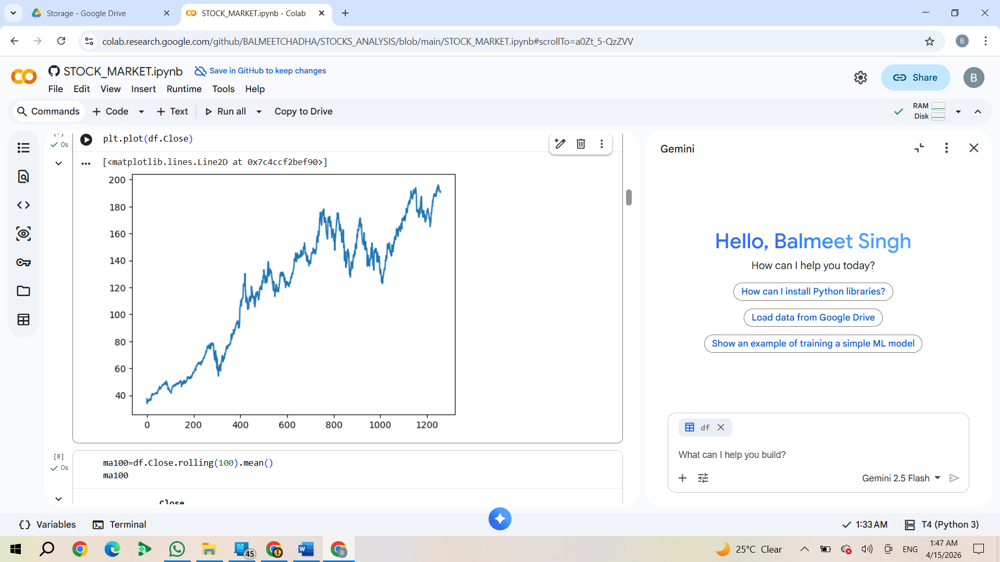 Storage - Google Drive
STOCK_MARKET.ipynb - Colab
colab.research.google.com/github/BALMEETCHADHA/STOCKS_ANALYSIS/blob/main/STOCK_MARKET.ipynb#scrollTo=a0Zt_5-QzZVV
B
STOCK_MARKET.ipynb
Save in GitHub to keep changes
Share
B
File Edit View Insert Runtime Tools Help
Commands
+ Code
+ Text
Run all
Copy to Drive
RAM
Disk
0s
plt.plot(df.Close)
[<matplotlib.lines.Line2D at 0x7c4ccf2bef90>]
200
180
160
140
120
100
80
60
40
0 200 400 600 800 1000 1200
[8]
0s
ma100=df.Close.rolling(100).mean()
ma100
Close
Gemini
Hello, Balmeet Singh
How can I help you today?
How can I install Python libraries?
Load data from Google Drive
Show an example of training a simple ML model
df
What can I help you build?
Gemini 2.5 Flash
Variables
Terminal
1:33 AM
T4 (Python 3)
45
W
B
25°C Clear
ENG
1:47 AM
4/15/2026